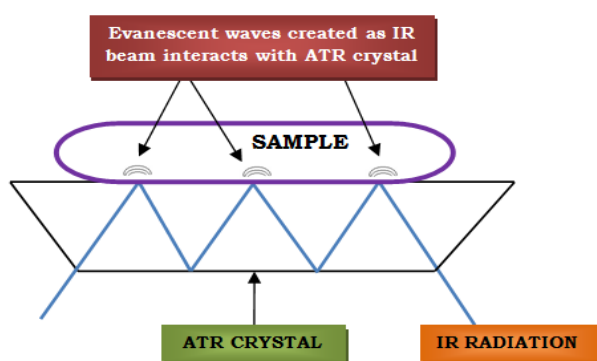 Evanescent waves created as IR
beam interacts with ATR crystal
SAMPLE
ATR CRYSTAL
IR RADIATION